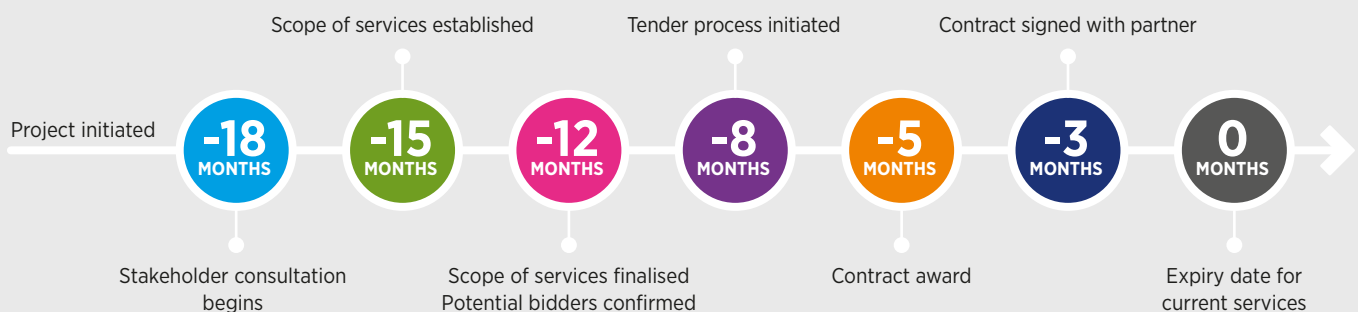 Scope of services established
Tender process initiated
Contract signed with partner
Project initiated
-18
MONTHS
-15
MONTHS
-12
MONTHS
-8
MONTHS
-5
MONTHS
-3
MONTHS
0
MONTHS
Stakeholder consultation
begins
Scope of services finalised
Potential bidders confirmed
Contract award
Expiry date for
current services